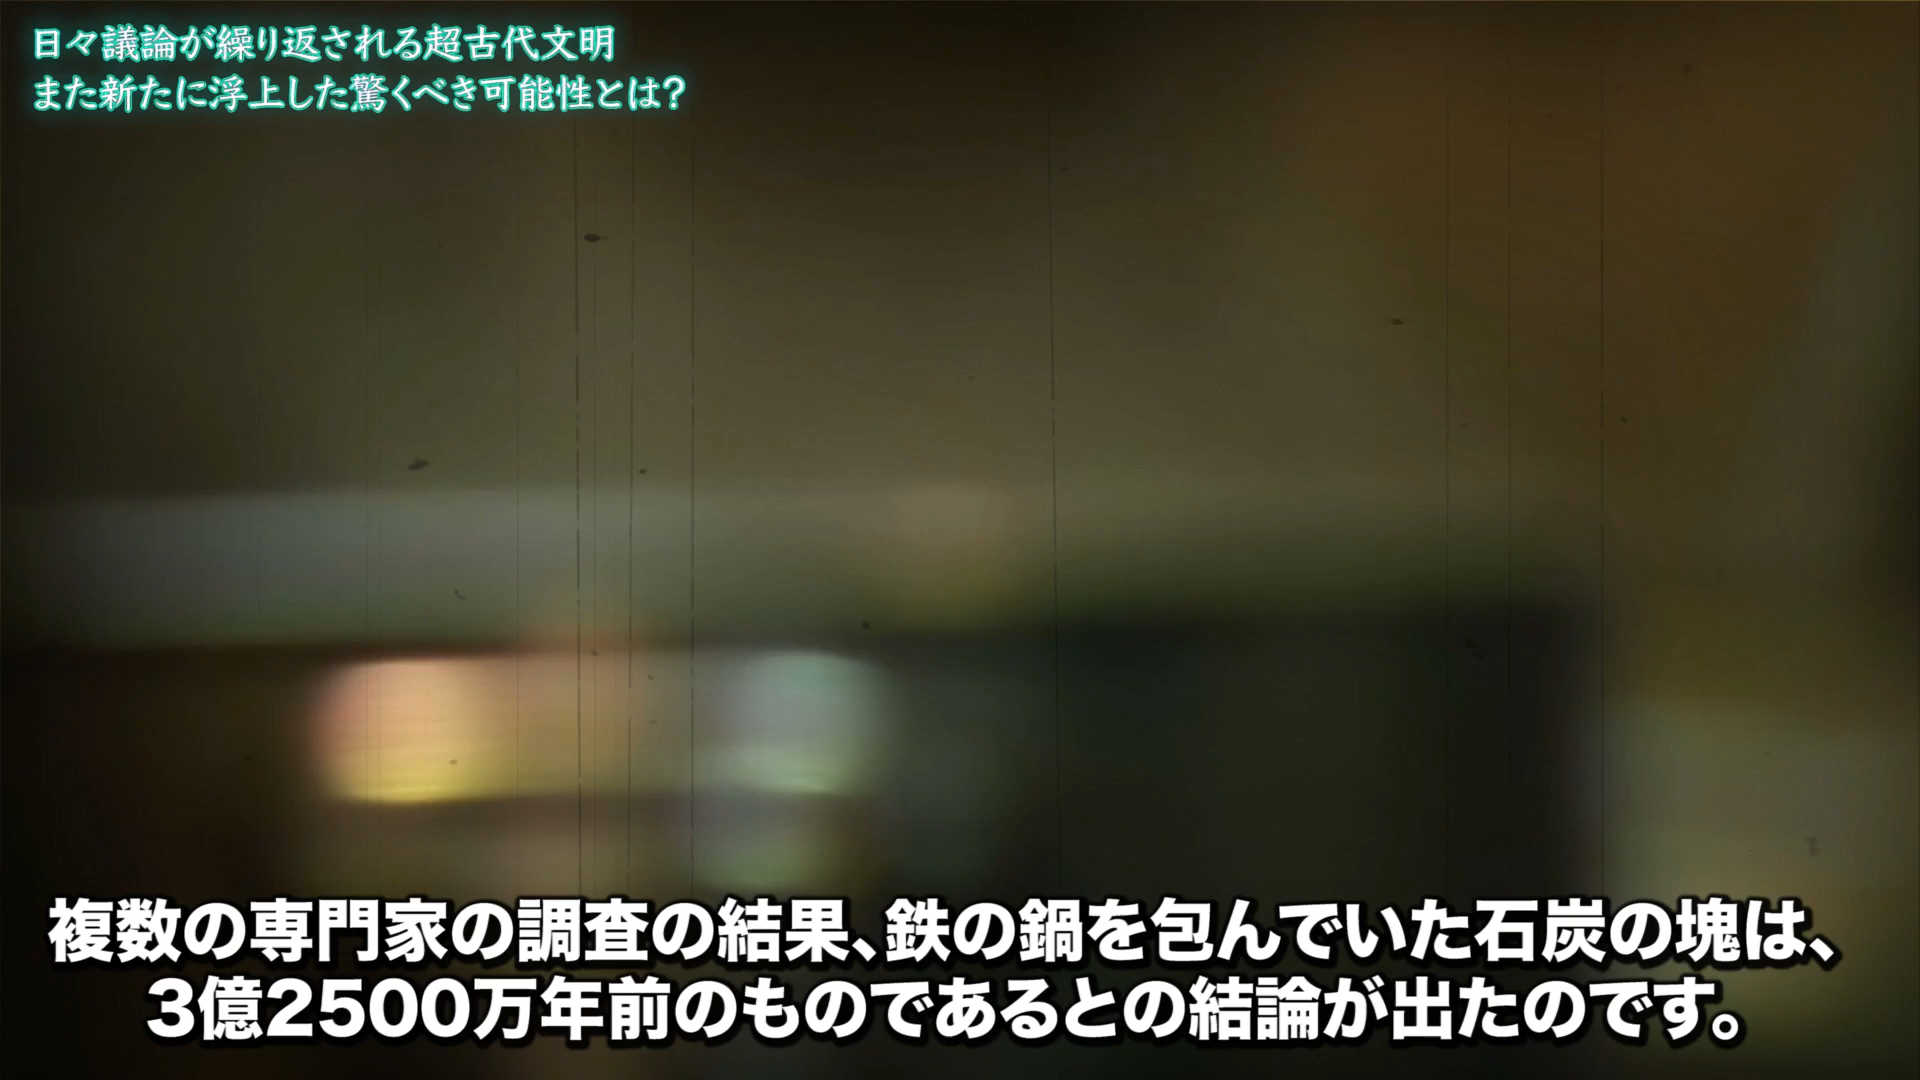 日々議論が繰り返される超古代文明
また新たに浮上した驚くべき可能性とは?
複数の専門家の調査の結果、鉄の鍋を包んでいた石炭の塊は、
3億2500万年前のものであるとの結論が出たのです。